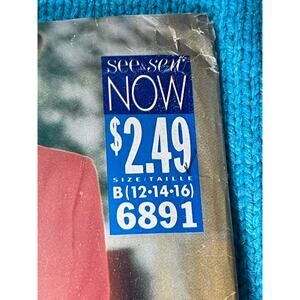 see & sew
NOW
$2.49
SIZE/TAILLE
B (12•14•16)
6891